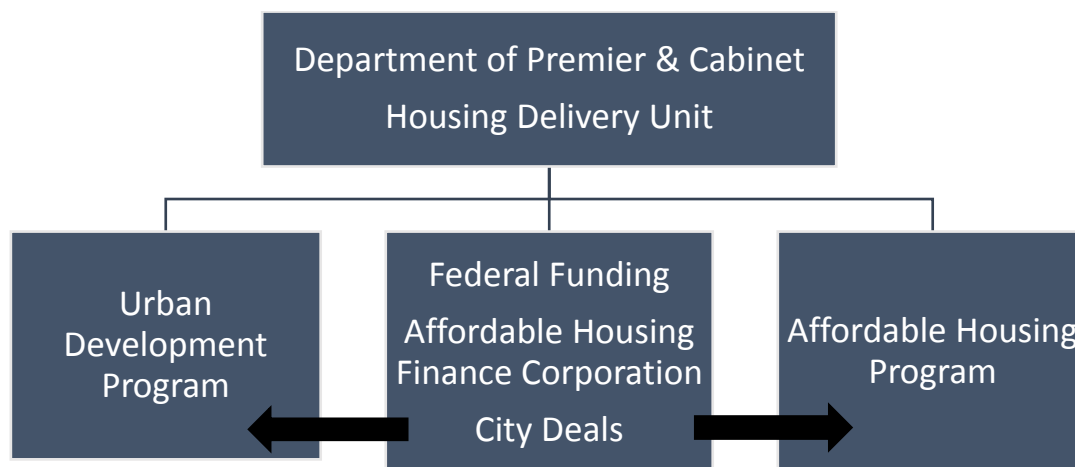 Department of Premier & Cabinet
Housing Delivery Unit
Urban
Development
Program
Federal Funding
Affordable Housing
Finance Corporation
City Deals
Affordable Housing
Program